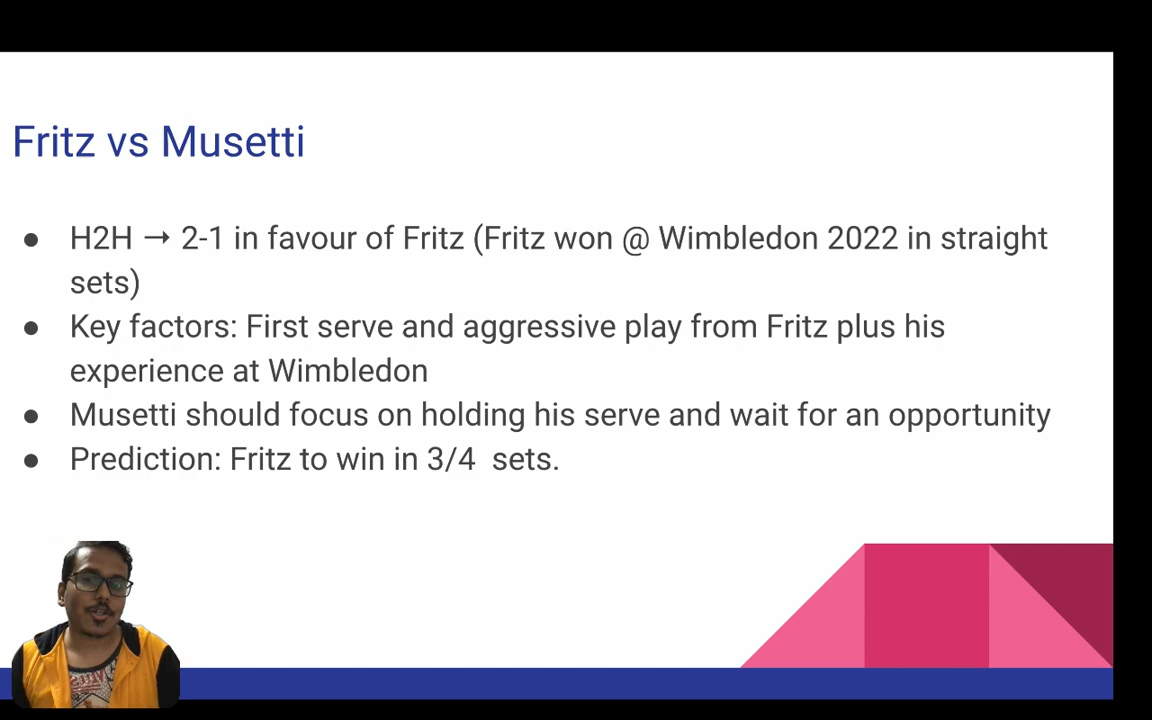 Fritz vs Musetti
● H2H → 2-1 in favour of Fritz (Fritz won @ Wimbledon 2022 in straight
sets)
● Key factors: First serve and aggressive play from Fritz plus his
experience at Wimbledon
● Musetti should focus on holding his serve and wait for an opportunity
● Prediction: Fritz to win in 3/4  sets.